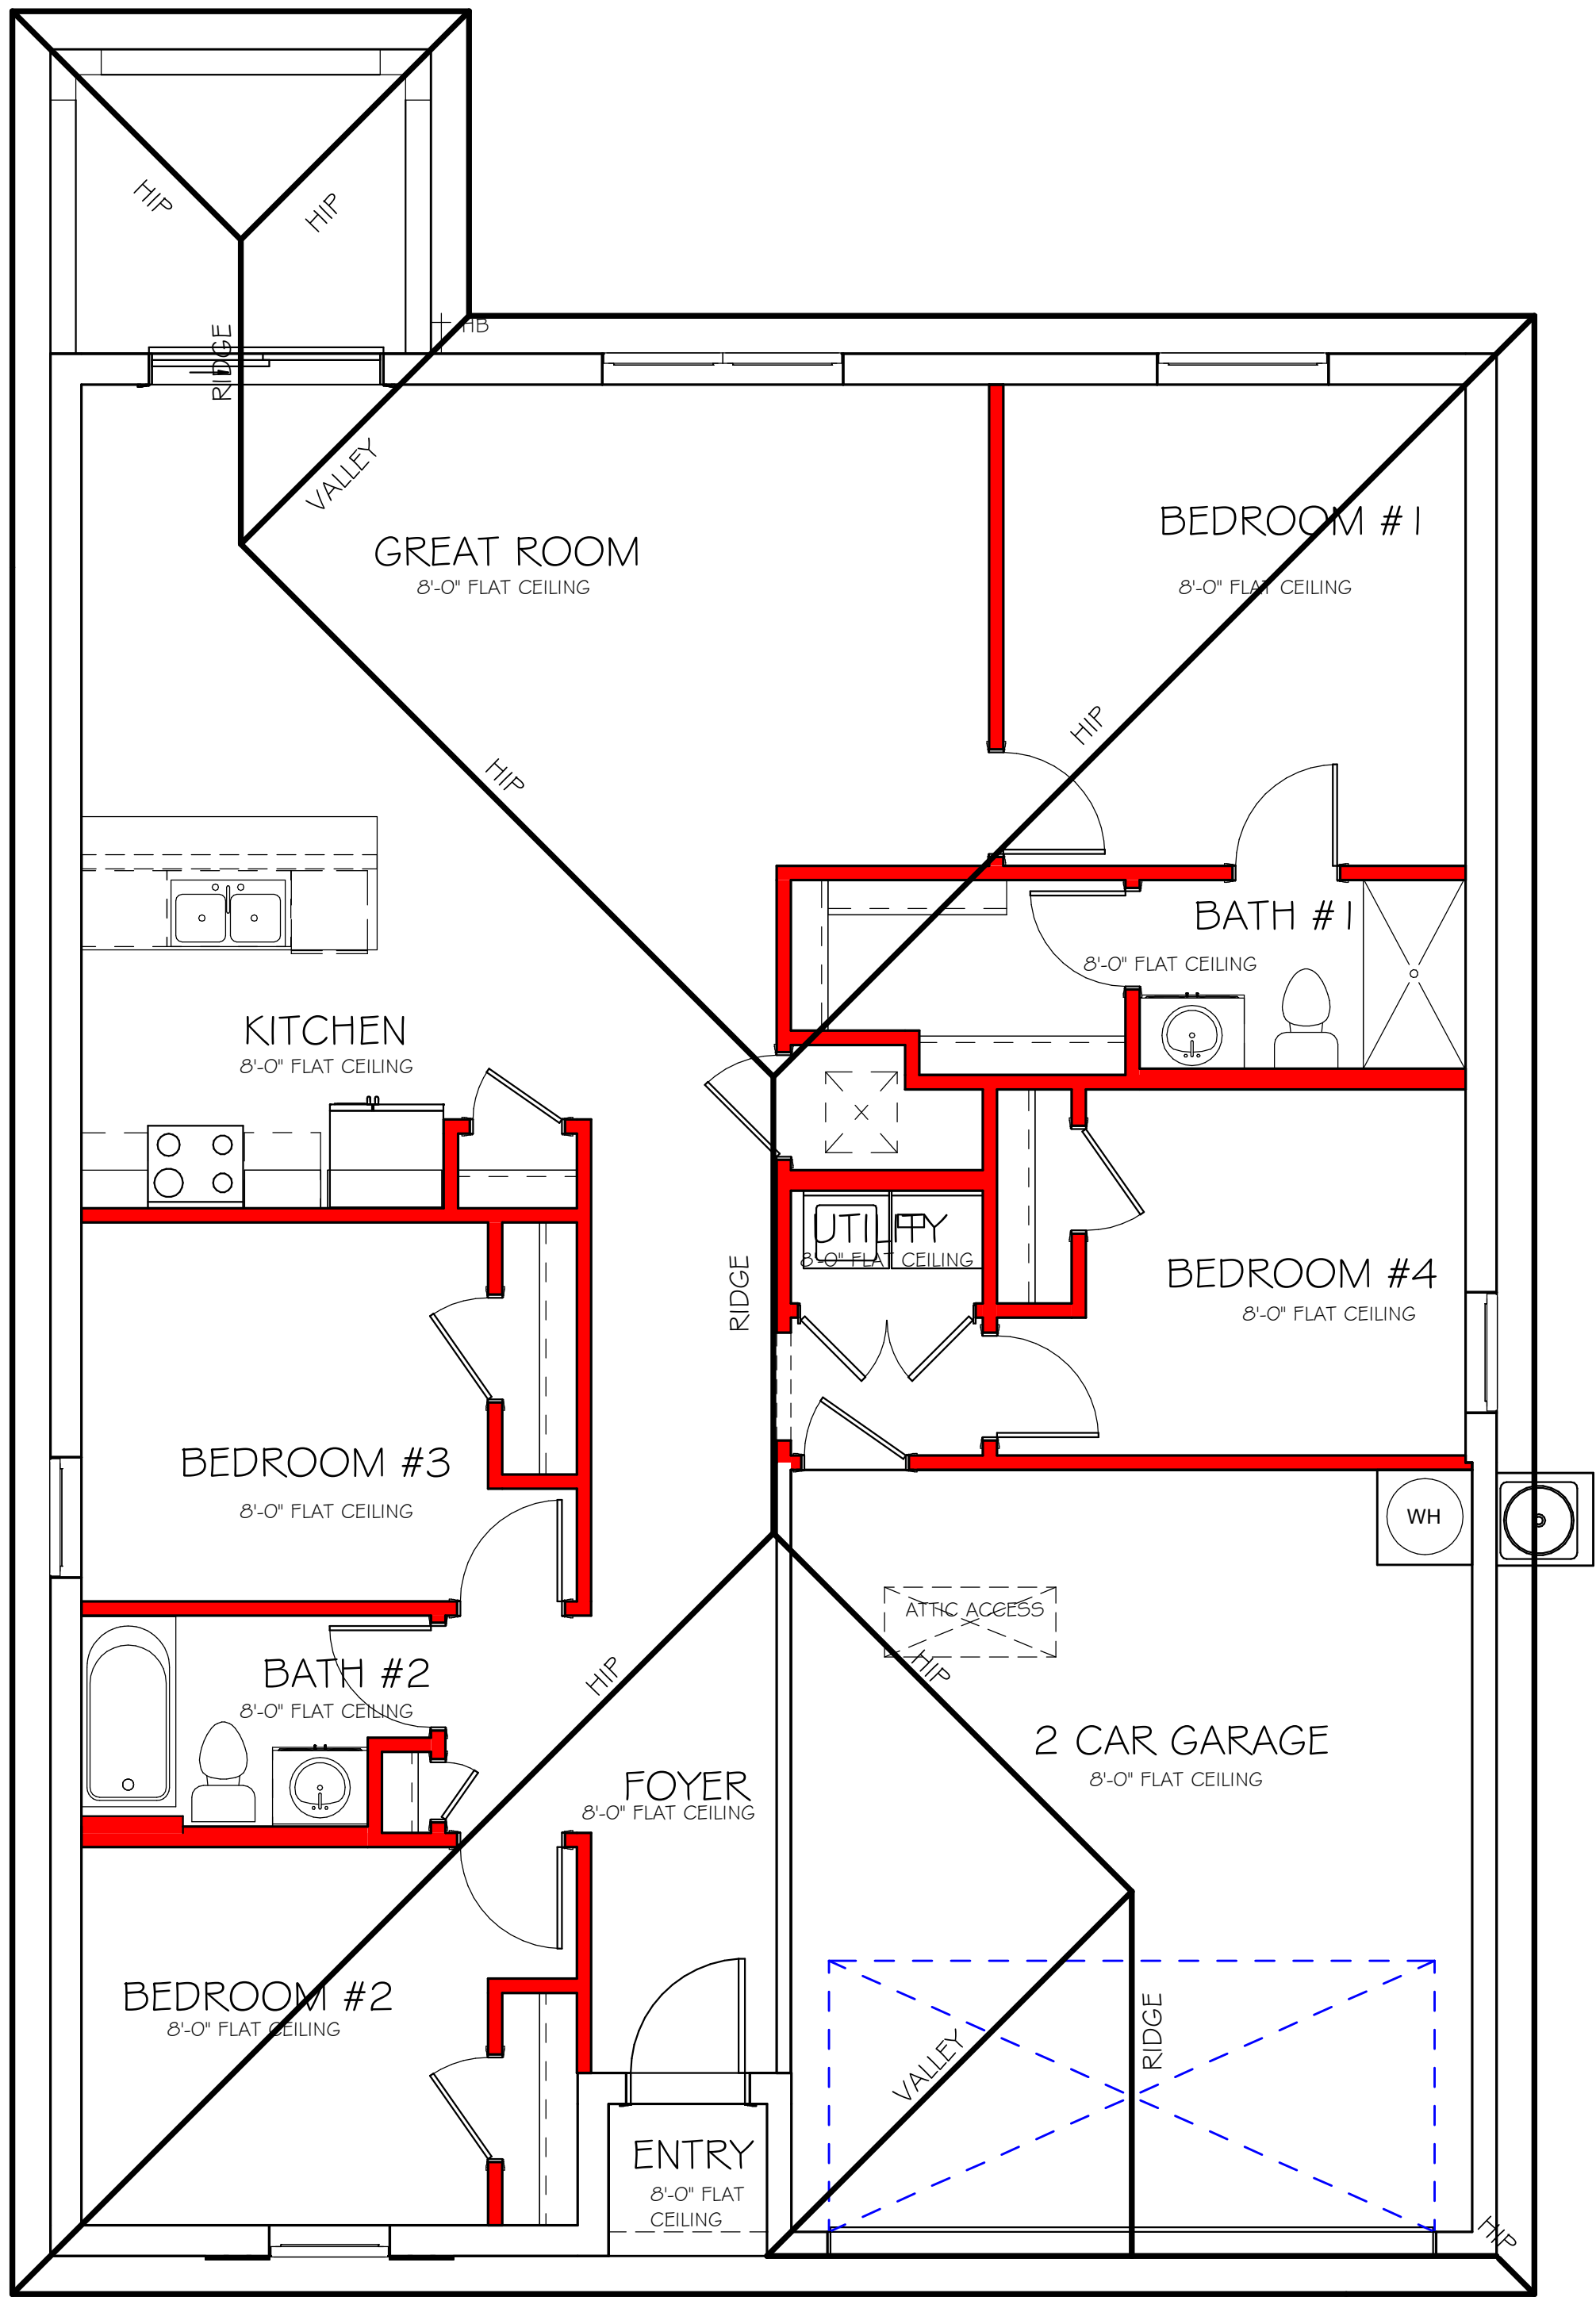 HIP
HIP
RIDGE
HB
VALLEY
GREAT ROOM
8'-0" FLAT CEILING
BEDROOM #1
8'-0" FLAT CEILING
HIP
HIP
BATH #1
8'-0" FLAT CEILING
KITCHEN
8'-0" FLAT CEILING
UTILITY
8'-0" FLAT CEILING
RIDGE
BEDROOM #4
8'-0" FLAT CEILING
BEDROOM #3
8'-0" FLAT CEILING
WH
ATTIC ACCESS
HIP
HIP
BATH #2
8'-0" FLAT CEILING
2 CAR GARAGE
8'-0" FLAT CEILING
FOYER
8'-0" FLAT CEILING
BEDROOM #2
8'-0" FLAT CEILING
RIDGE
VALLEY
ENTRY
8'-0" FLAT
CEILING
HIP